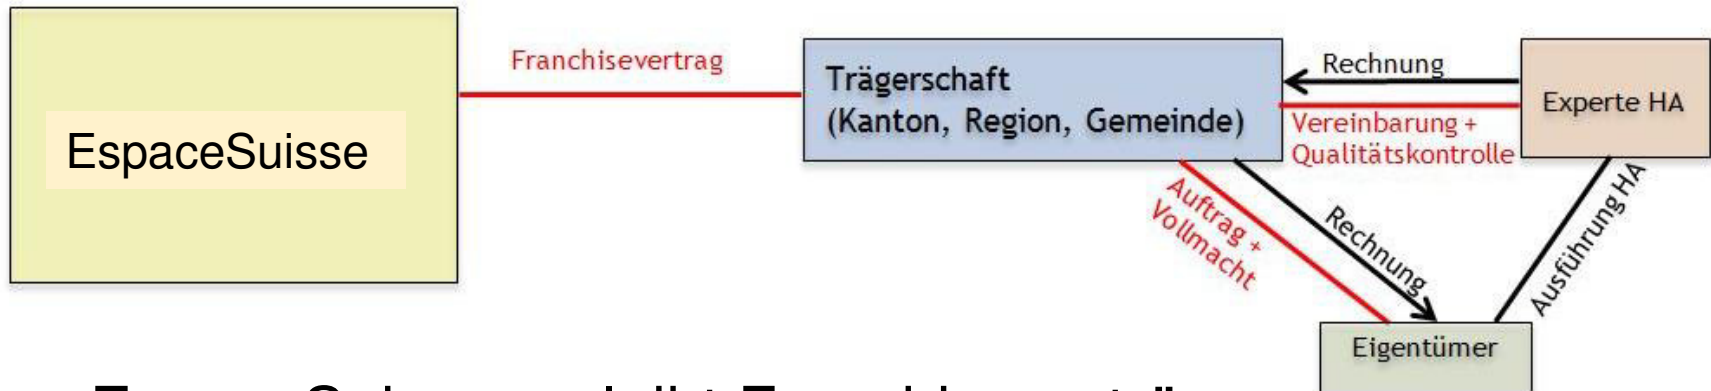 EspaceSuisse
Franchisevertrag
Trägerschaft
(Kanton, Region, Gemeinde)
Rechnung
Vereinbarung +
Qualitätskontrolle
Experte HA
Auftrag +
Vollmacht
Rechnung
Ausführung HA
Eigentümer